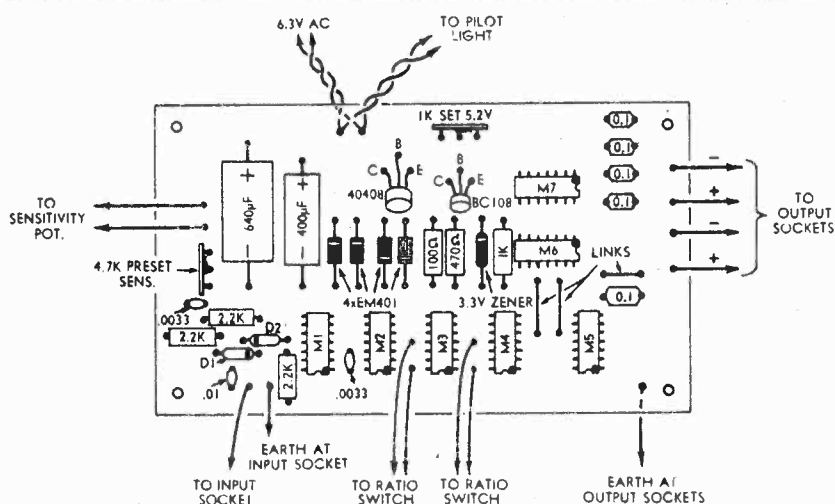 6.3V AC
TO PILOT
LIGHT
1K SET 5.2V
B
C
E
40408
B
C
E
BC108
M7
0.1
0.1
0.1
0.1
−
+
−
+
TO
OUTPUT
SOCKETS
TO
SENSITIVITY
POT.
+
640µF
−
+
400µF
−
100Ω
470Ω
1K
M6
LINKS
0.1
4.7K PRESET
SENS.
4xEM401
3.3V ZENER
.0033
2.2K
2.2K
D2
D1
.01
2.2K
M1
.0033
M2
M3
M4
M5
EARTH AT
INPUT SOCKET
TO INPUT
SOCKET
TO RATIO
SWITCH
TO RATIO
SWITCH
EARTH AT
OUTPUT SOCKETS